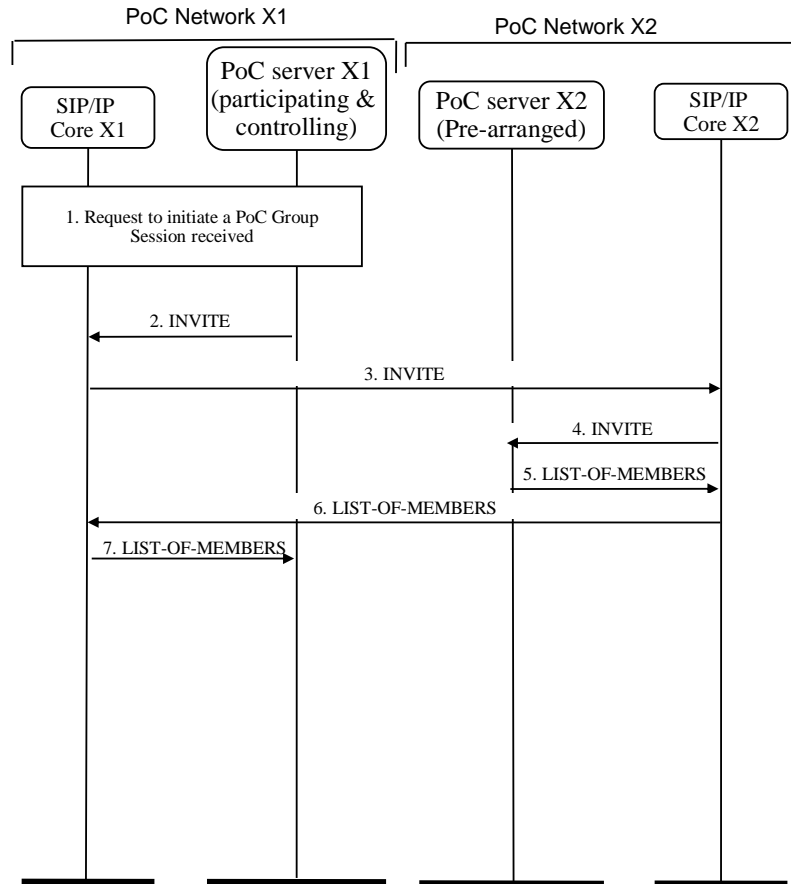 PoC Network X1
PoC Network X2
SIP/IP
Core X1
PoC server X1
(participating &
controlling)
PoC server X2
(Pre-arranged)
SIP/IP
Core X2
1. Request to initiate a PoC Group
Session received
2. INVITE
3. INVITE
4. INVITE
5. LIST-OF-MEMBERS
6. LIST-OF-MEMBERS
7. LIST-OF-MEMBERS